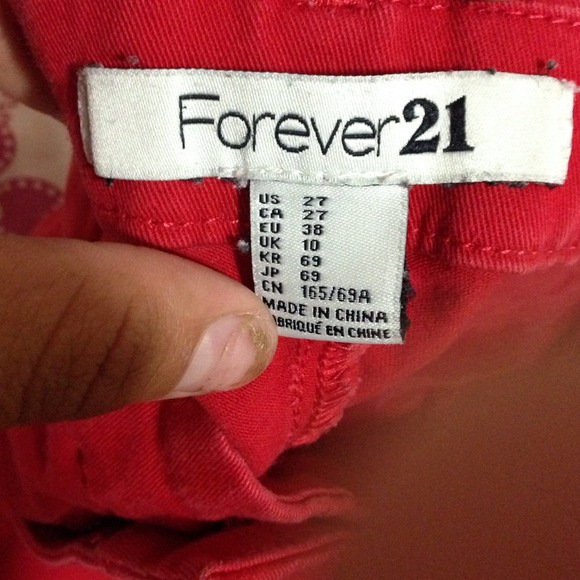 Forever21
US 27
CA 27
EU 38
UK 10
KR 69
JP 69
CN 165/69A
MADE IN CHINA
ABRIQUÉ EN CHINE